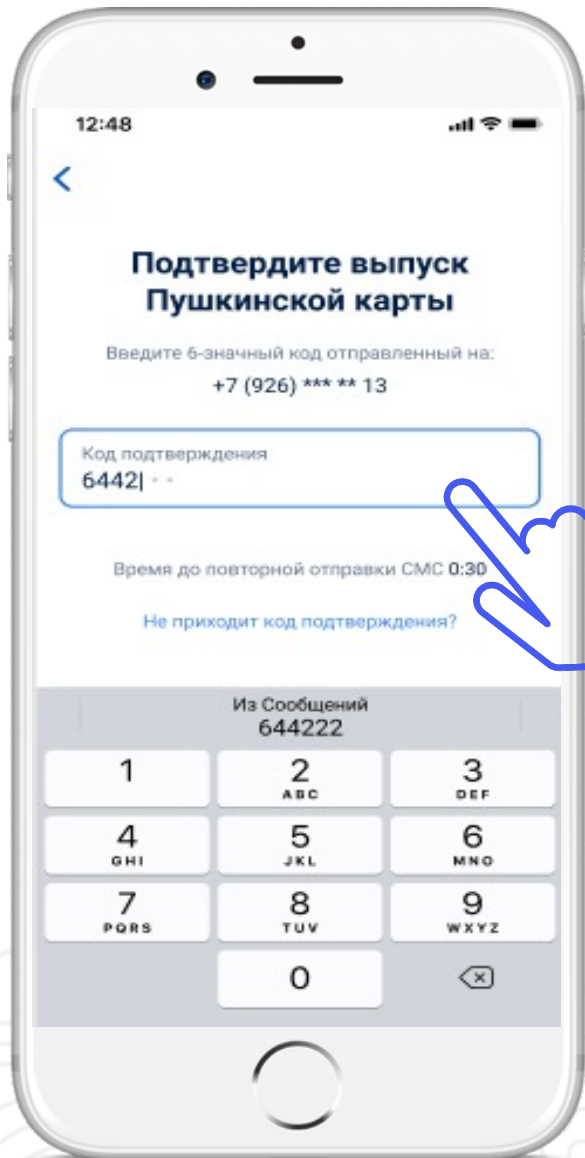 12:48
Подтвердите выпуск
Пушкинской карты
Введите 6-значный код отправленный на:
+7 (926) *** ** 13
Код подтверждения
6442| - -
Время до повторной отправки СМС 0:30
Не приходит код подтверждения?
Из Сообщений
644222
1 2 3
ABC DEF
4 5 6
GHI JKL MNO
7 8 9
PQRS TUV WXYZ
0